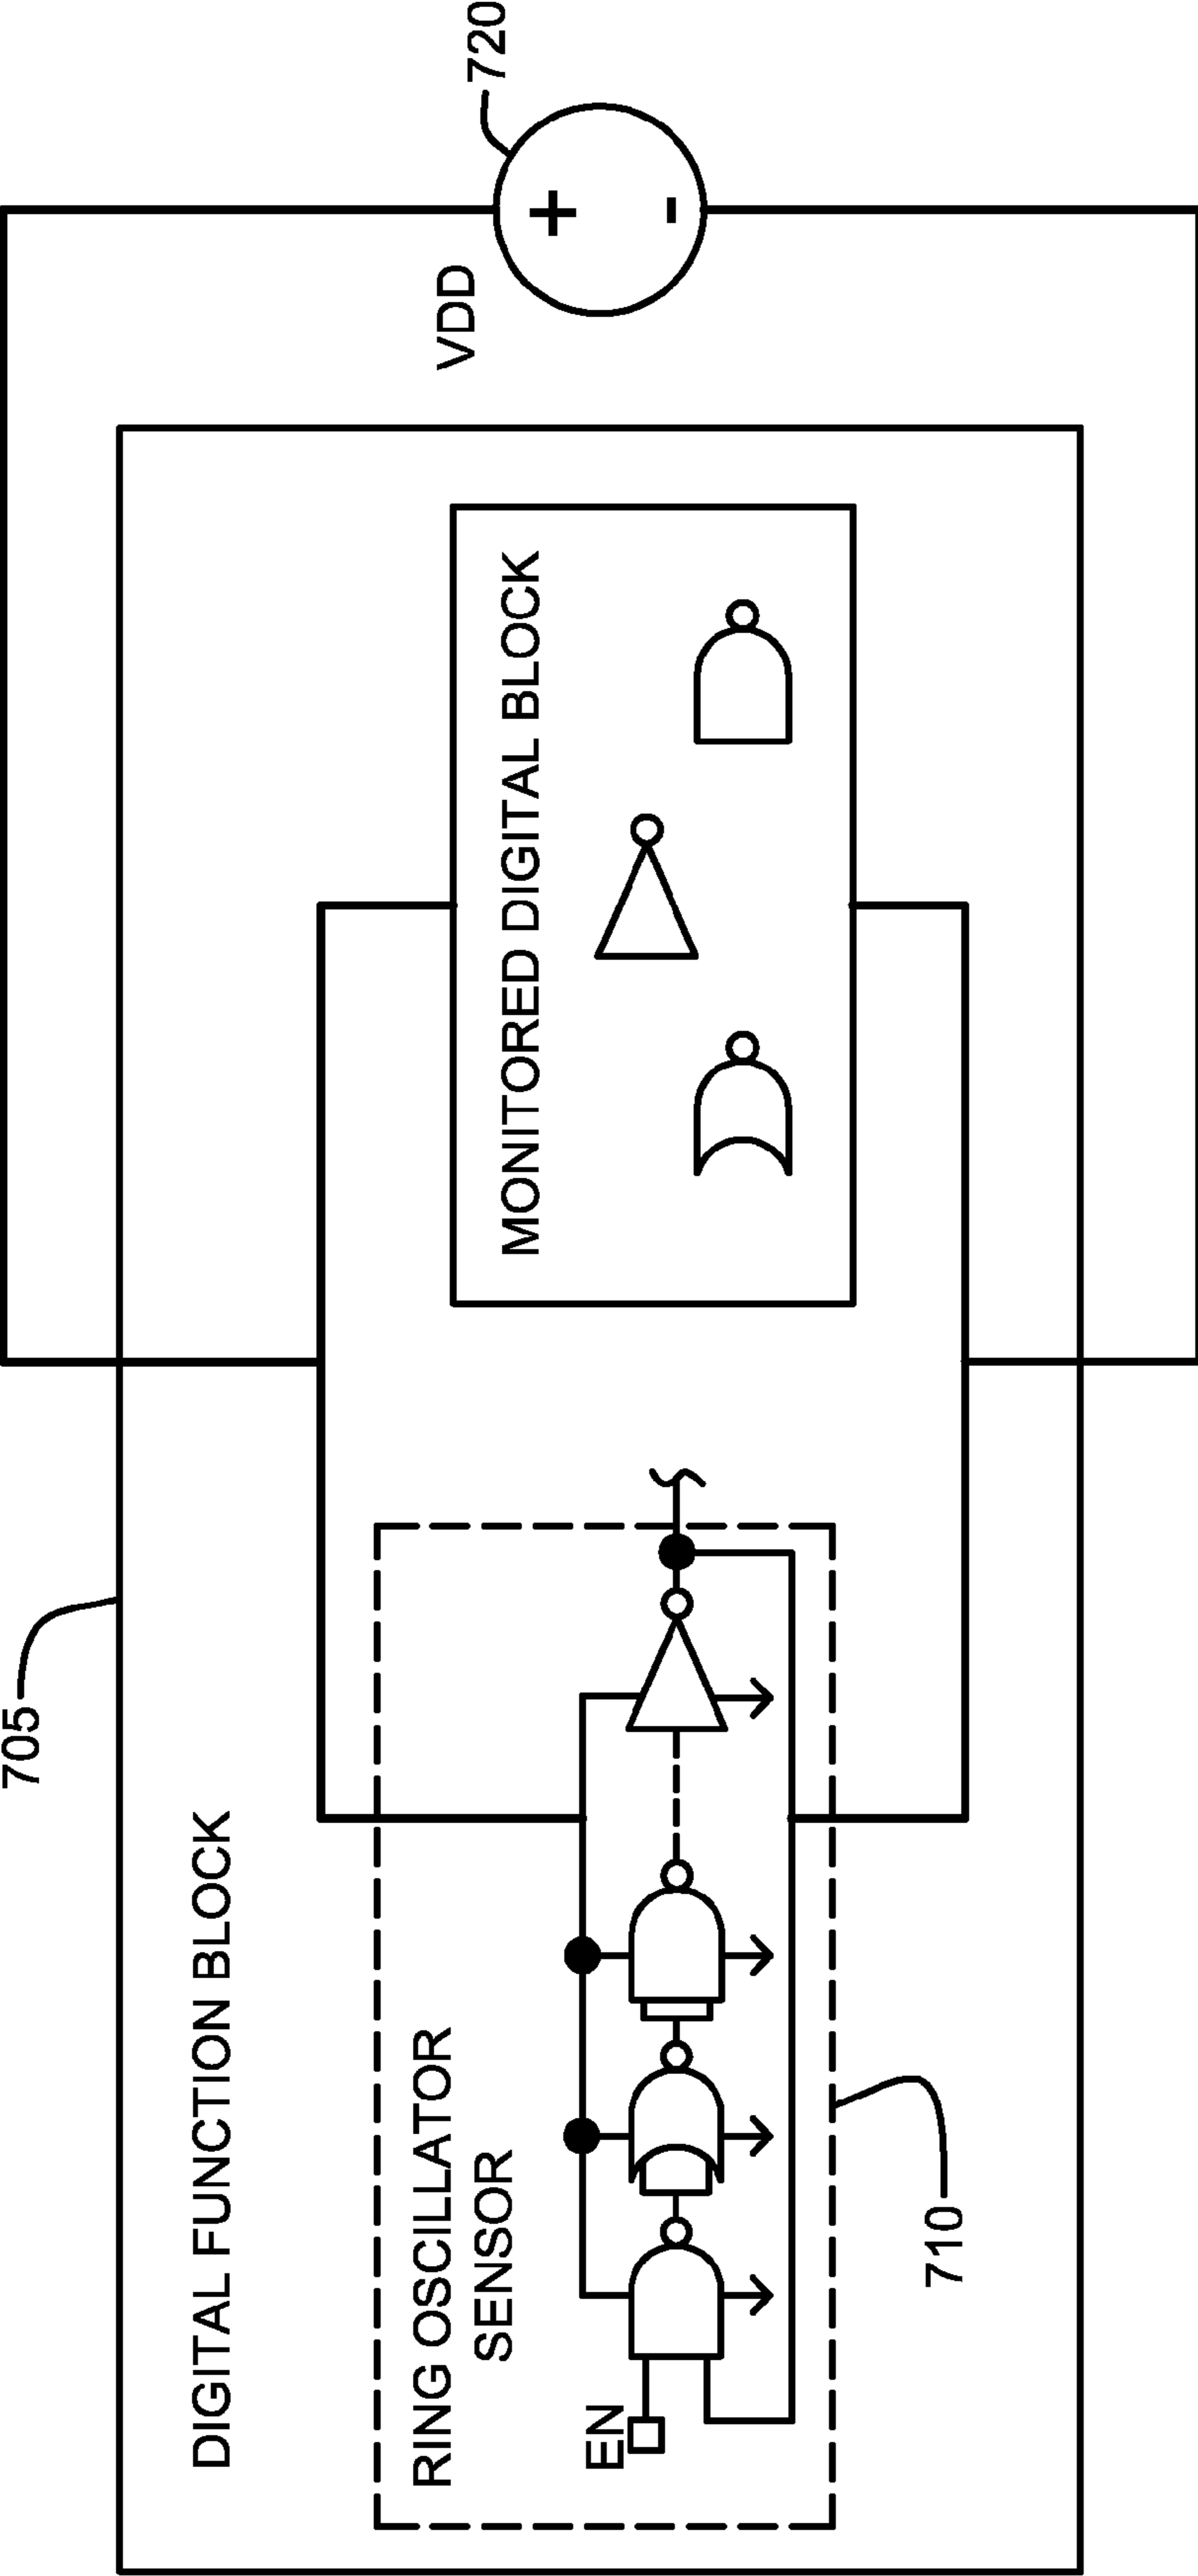 705
DIGITAL FUNCTION BLOCK
RING OSCILLATOR
SENSOR
EN
710
MONITORED DIGITAL BLOCK
VDD
+
-
720